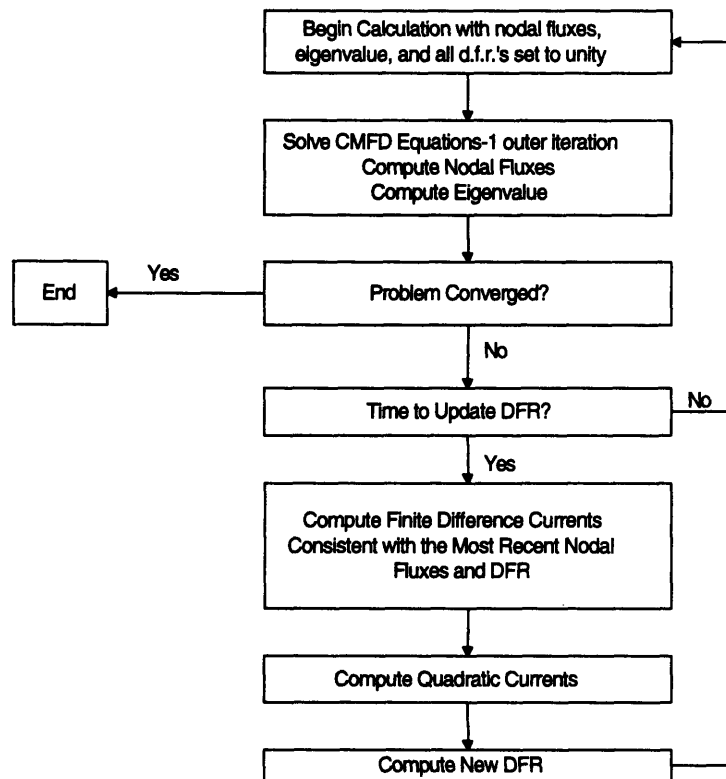 Begin Calculation with nodal fluxes,
eigenvalue, and all d.f.r.'s set to unity
Solve CMFD Equations-1 outer iteration
Compute Nodal Fluxes
Compute Eigenvalue
Yes
End
Problem Converged?
No
Time to Update DFR?
No
Yes
Compute Finite Difference Currents
Consistent with the Most Recent Nodal
Fluxes and DFR
Compute Quadratic Currents
Compute New DFR